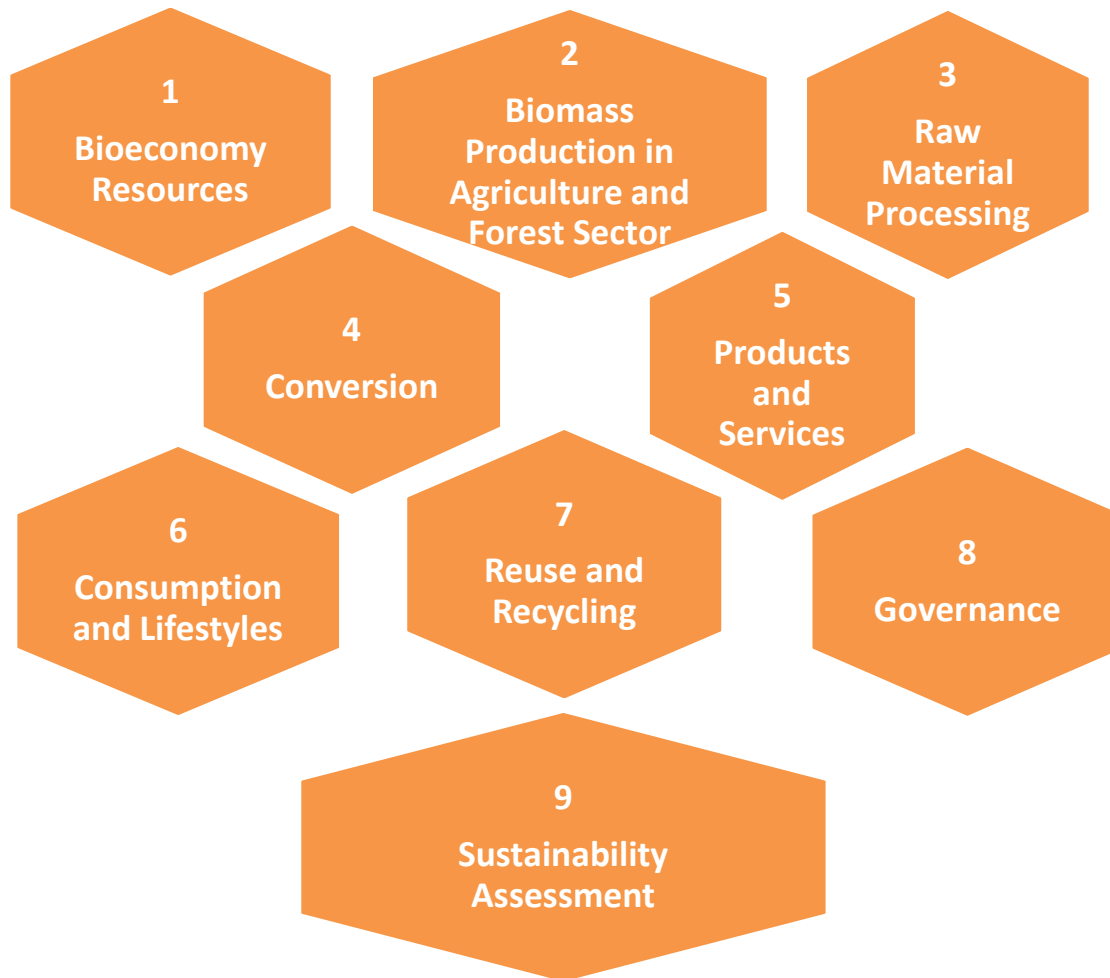 1
Bioeconomy
Resources
2
Biomass
Production in
Agriculture and
Forest Sector
3
Raw
Material
Processing
4
Conversion
5
Products
and
Services
6
Consumption
and Lifestyles
7
Reuse and
Recycling
8
Governance
9
Sustainability
Assessment